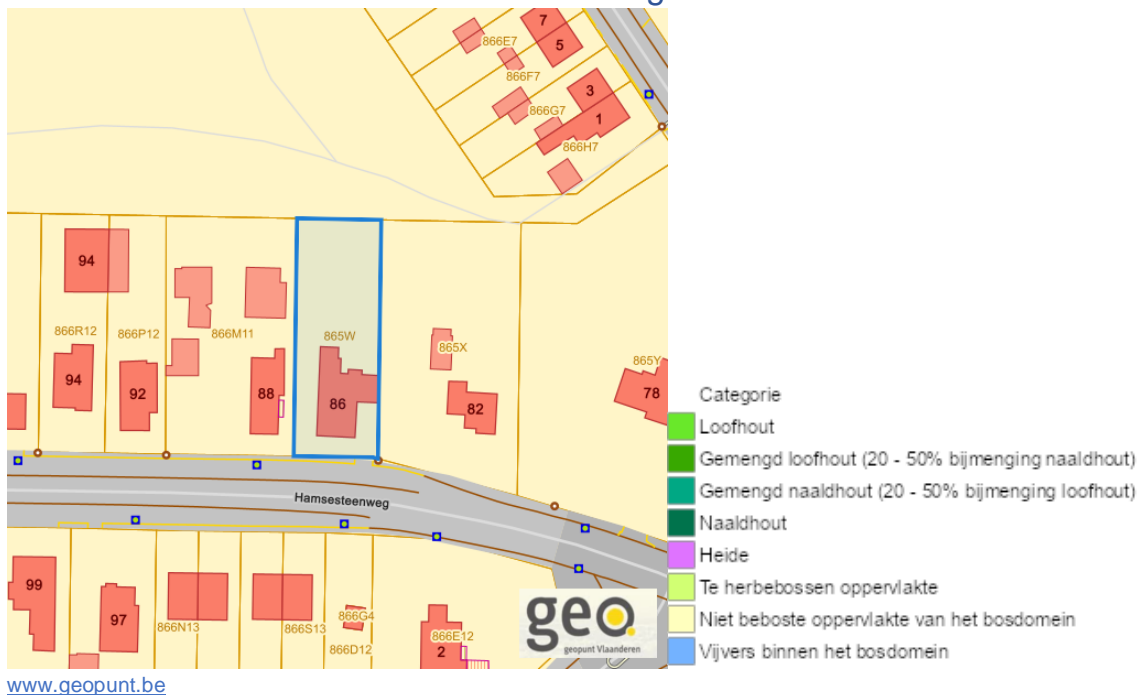 7
5
866E7
866F7
3
866G7
1
866H7
94
866R12
866P12
866M11
865W
865X
865Y
94
92
88
86
82
78
Hamsesteenweg
99
97
866N13
866S13
866G4
866D12
866E12
2
geo
geopunt Vlaanderen
Categorie
Loofhout
Gemengd loofhout (20 - 50% bijmenging naaldhout)
Gemengd naaldhout (20 - 50% bijmenging loofhout)
Naaldhout
Heide
Te herbebossen oppervlakte
Niet beboste oppervlakte van het bosdomein
Vijvers binnen het bosdomein
www.geopunt.be